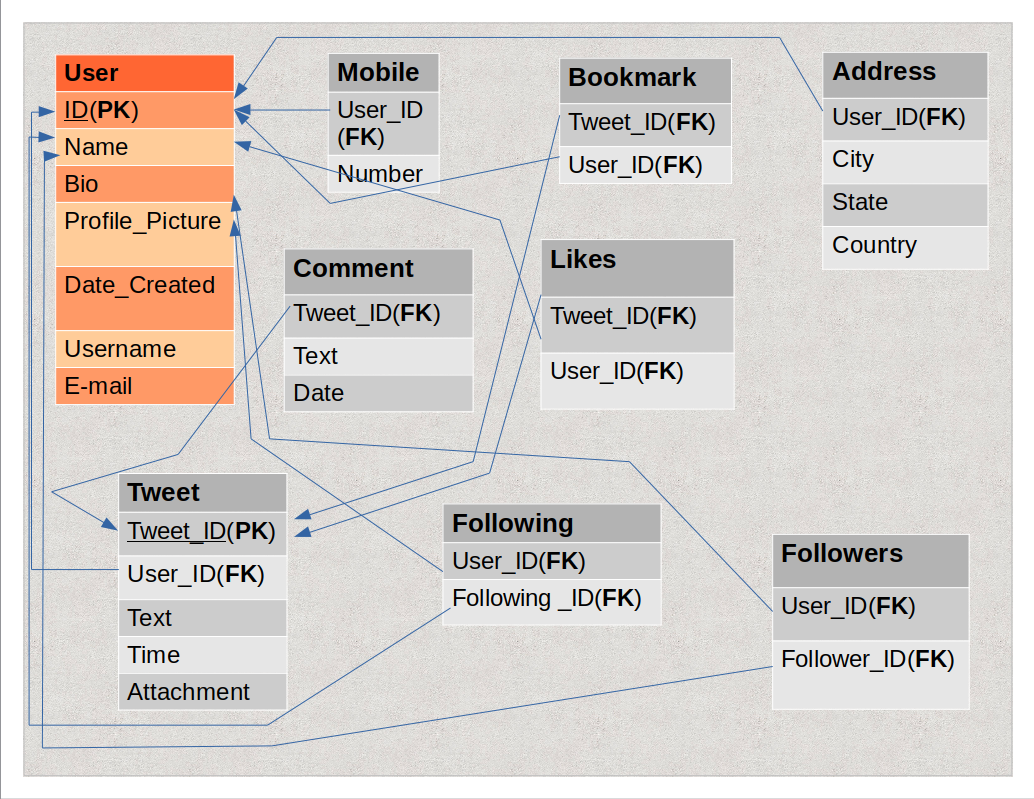 User
ID(PK)
Name
Bio
Profile_Picture
Date_Created
Username
E-mail
Mobile
User_ID
(FK)
Number
Bookmark
Tweet_ID(FK)
User_ID(FK)
Address
User_ID(FK)
City
State
Country
Comment
Tweet_ID(FK)
Text
Date
Likes
Tweet_ID(FK)
User_ID(FK)
Tweet
Tweet_ID(PK)
User_ID(FK)
Text
Time
Attachment
Following
User_ID(FK)
Following _ID(FK)
Followers
User_ID(FK)
Follower_ID(FK)